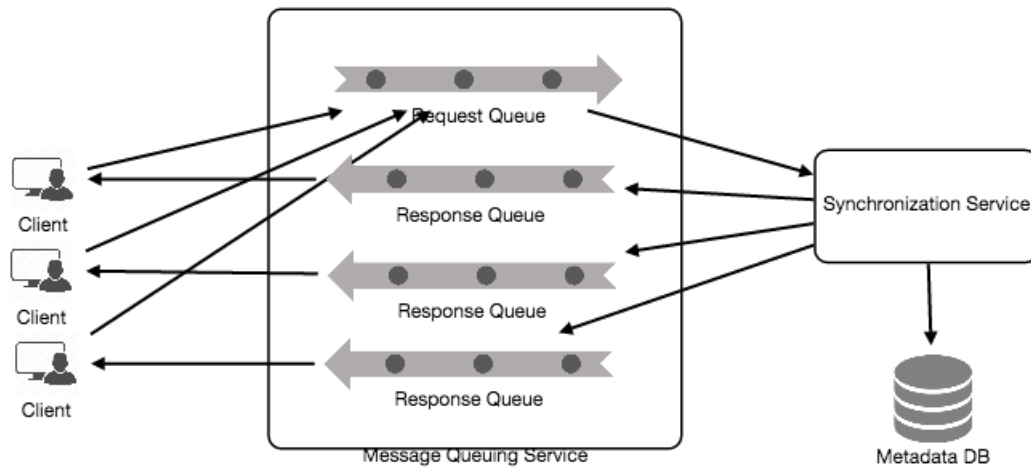 Request Queue
Client
Response Queue
Synchronization Service
Client
Response Queue
Client
Response Queue
Message Queuing Service
Metadata DB